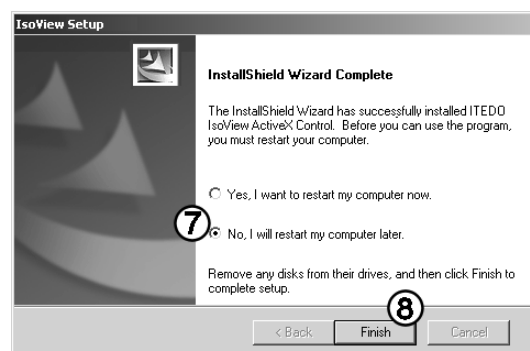 IsoView Setup
InstallShield Wizard Complete
The InstallShield Wizard has successfully installed ITEDO
IsoView ActiveX Control. Before you can use the program,
you must restart your computer.
Yes, I want to restart my computer now.
7 No, I will restart my computer later.
Remove any disks from their drives, and then click Finish to
complete setup.
8
< Back Finish Cancel